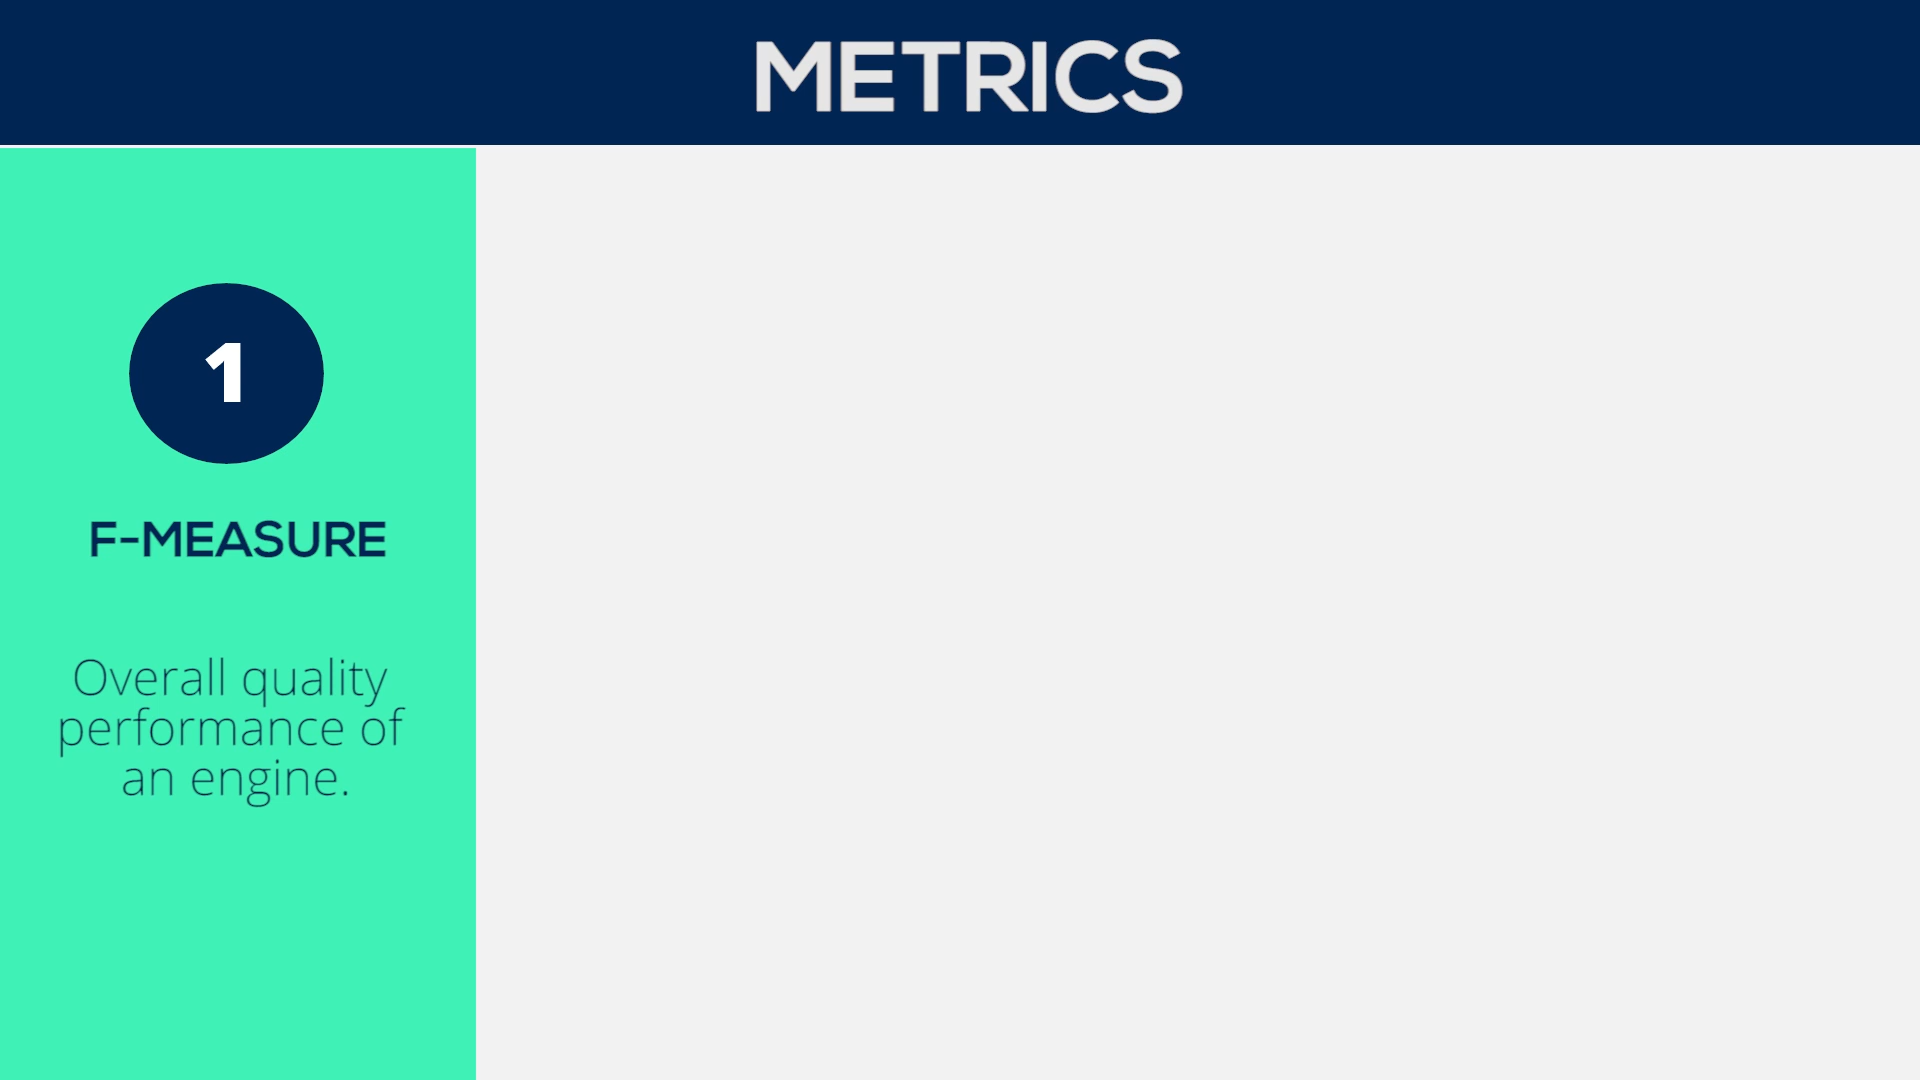 METRICS
1
F-MEASURE
Overall quality
performance of
an engine.